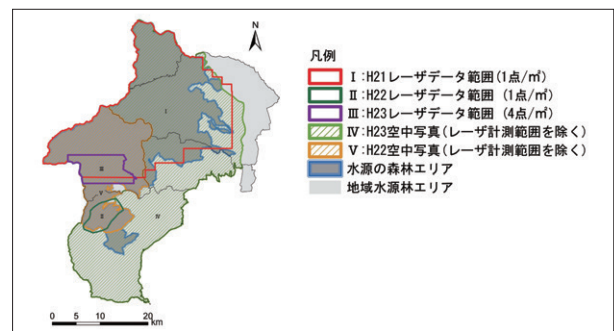 N
凡例
Ⅰ:H21レーザデータ範囲(1点/㎡)
Ⅱ:H22レーザデータ範囲 (1点/㎡)
Ⅲ:H23レーザデータ範囲 (4点/㎡)
Ⅳ:H23空中写真(レーザ計測範囲を除く)
Ⅴ:H22空中写真(レーザ計測範囲を除く)
水源の森林エリア
地域水源林エリア
Ⅰ
Ⅲ
Ⅴ
Ⅱ
Ⅳ
0 5 10 20
km